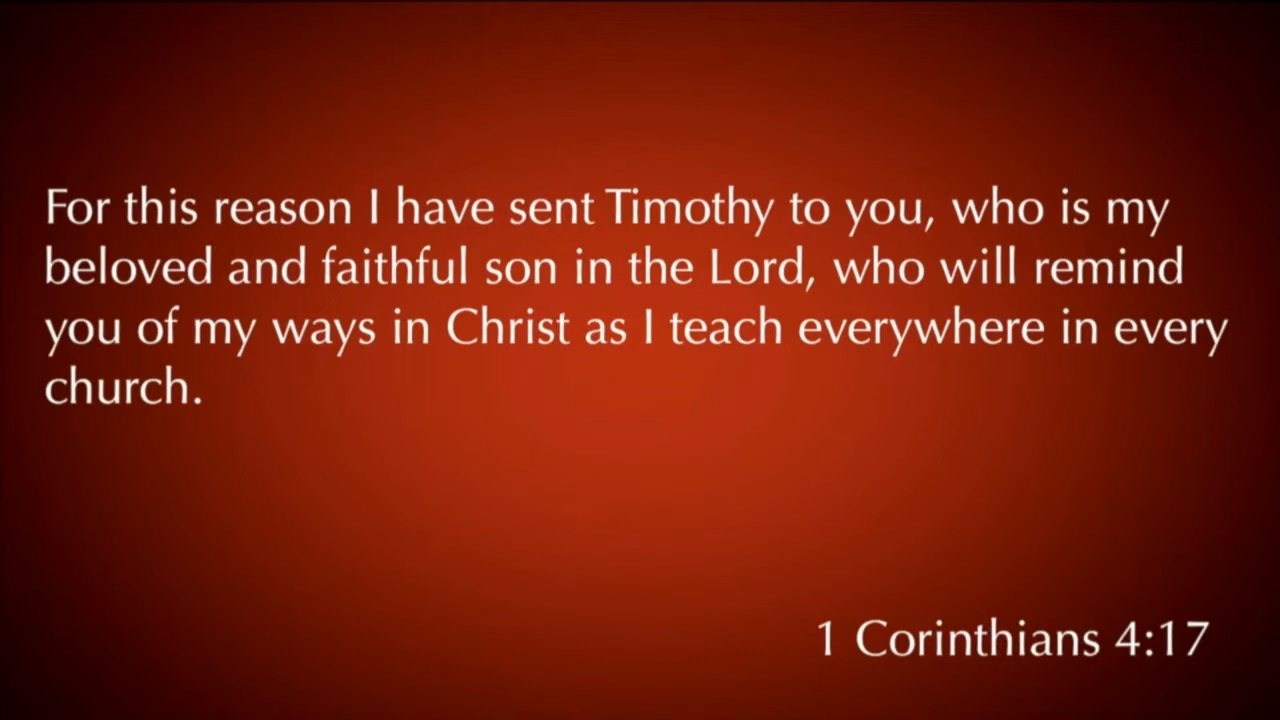 For this reason I have sent Timothy to you, who is my
beloved and faithful son in the Lord, who will remind
you of my ways in Christ as I teach everywhere in every
church.
1 Corinthians 4:17